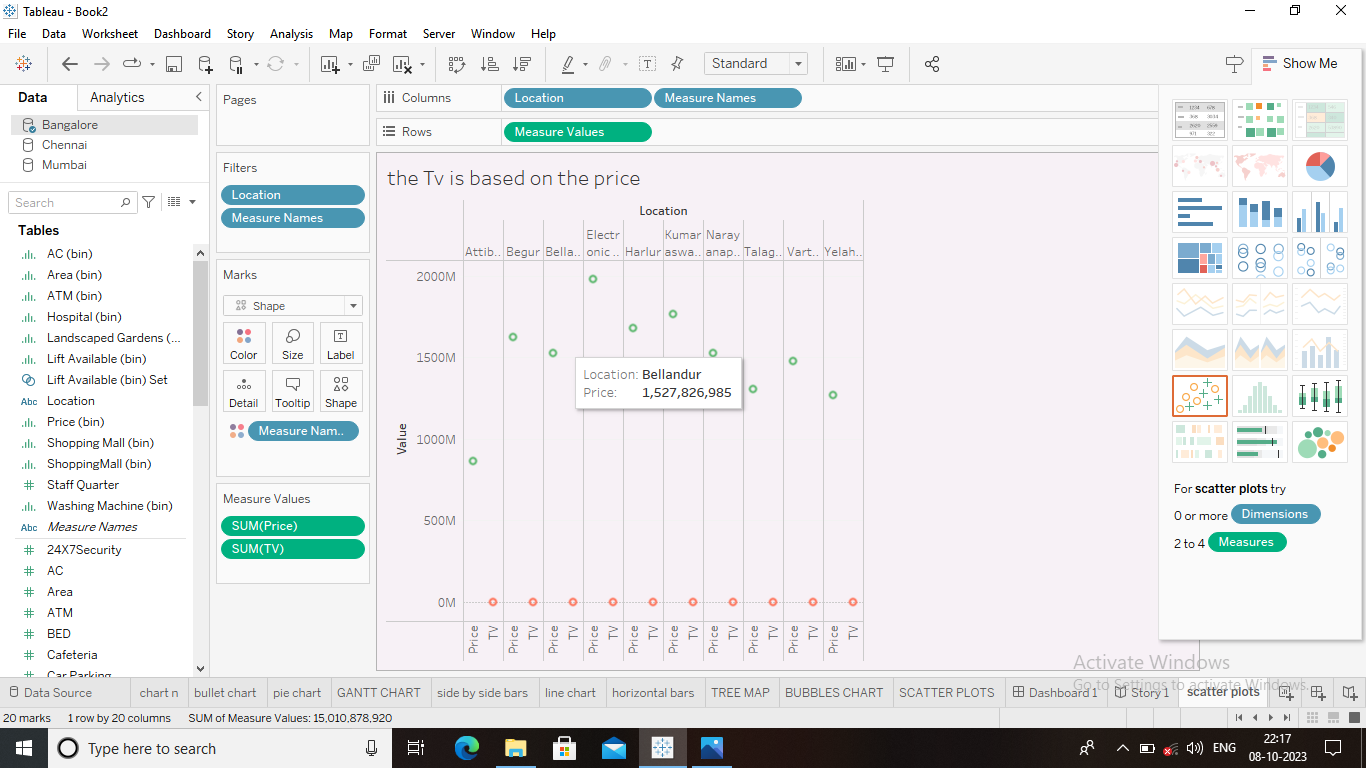 Tableau - Book2
File Data Worksheet Dashboard Story Analysis Map Format Server Window Help
Standard
Show Me
Data Analytics
Pages
Columns Location Measure Names
Rows Measure Values
Bangalore
Chennai
Mumbai
Search
Tables
AC (bin)
Area (bin)
ATM (bin)
Hospital (bin)
Landscaped Gardens (...
Lift Available (bin)
Lift Available (bin) Set
Abc Location
Price (bin)
Shopping Mall (bin)
ShoppingMall (bin)
Staff Quarter
Washing Machine (bin)
Abc Measure Names
24X7Security
AC
Area
ATM
BED
Cafeteria
Car Parking
Filters
Location
Measure Names
Marks
Shape
Color Size Label
Detail Tooltip Shape
Measure Nam..
Measure Values
SUM(Price)
SUM(TV)
the Tv is based on the price
Location
Attib.. Begur Bella.. Electr onic .. Harlur Kumar aswa.. Naray anap.. Talag.. Vart.. Yelah..
2000M
1500M
1000M
500M
0M
Value
Location: Bellandur
Price: 1,527,826,985
Price TV Price TV Price TV Price TV Price TV Price TV Price TV Price TV Price TV Price TV
For scatter plots try
0 or more Dimensions
2 to 4 Measures
Activate Windows
Go to Settings to activate Windows.
Data Source chart n bullet chart pie chart GANTT CHART side by side bars line chart horizontal bars TREE MAP BUBBLES CHART SCATTER PLOTS Dashboard 1 Story 1 scatter plots
20 marks 1 row by 20 columns SUM of Measure Values: 15,010,878,920
Type here to search
ENG
22:17
08-10-2023